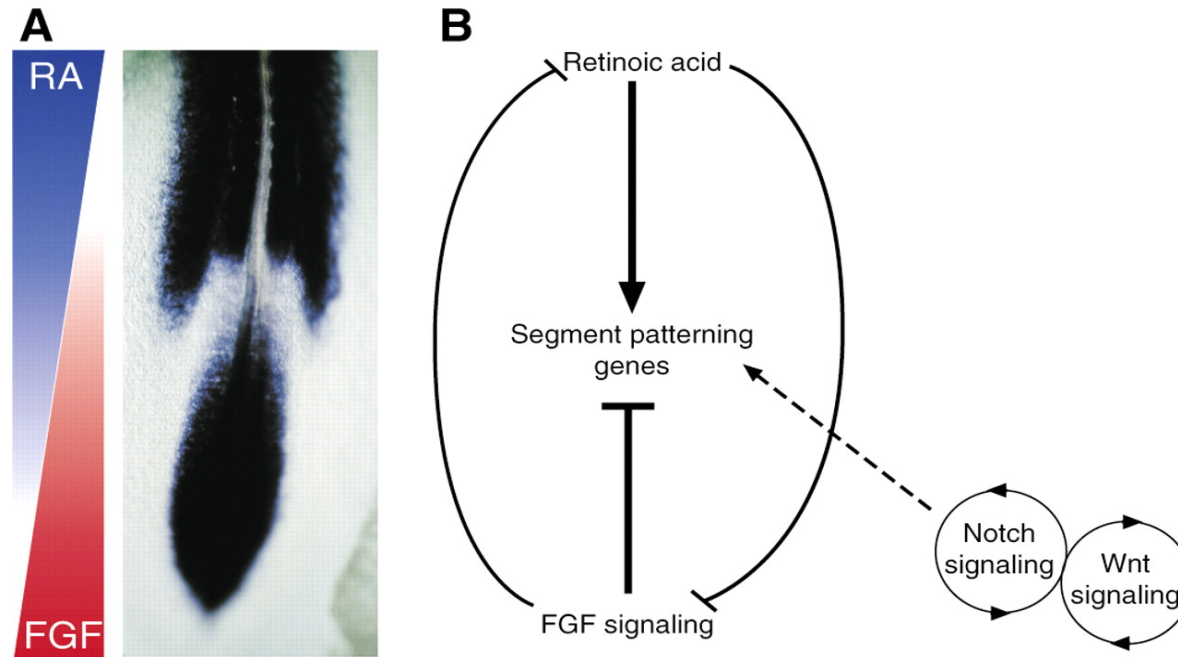 A
RA
FGF
B
Retinoic acid
Segment patterning
genes
FGF signaling
Notch
signaling
Wnt
signaling